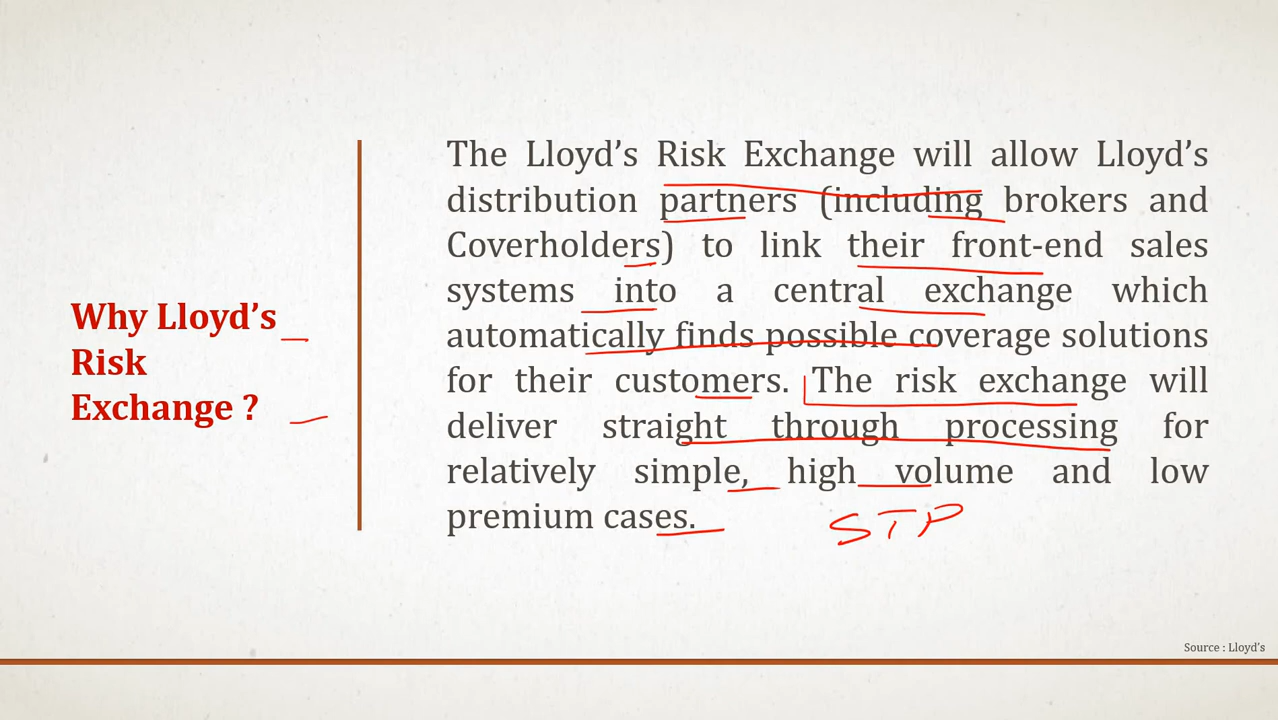 Why Lloyd's
Risk
Exchange ?
The Lloyd's Risk Exchange will allow Lloyd's
distribution partners (including brokers and
Coverholders) to link their front-end sales
systems into a central exchange which
automatically finds possible coverage solutions
for their customers. The risk exchange will
deliver straight through processing for
relatively simple, high volume and low
premium cases.
STP
Source : Lloyd's